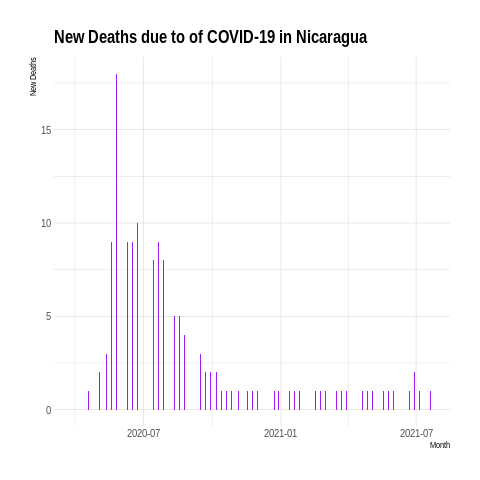 New Deaths due to of COVID-19 in Nicaragua
New Deaths
15
10
5
0
2020-07
2021-01
2021-07
Month